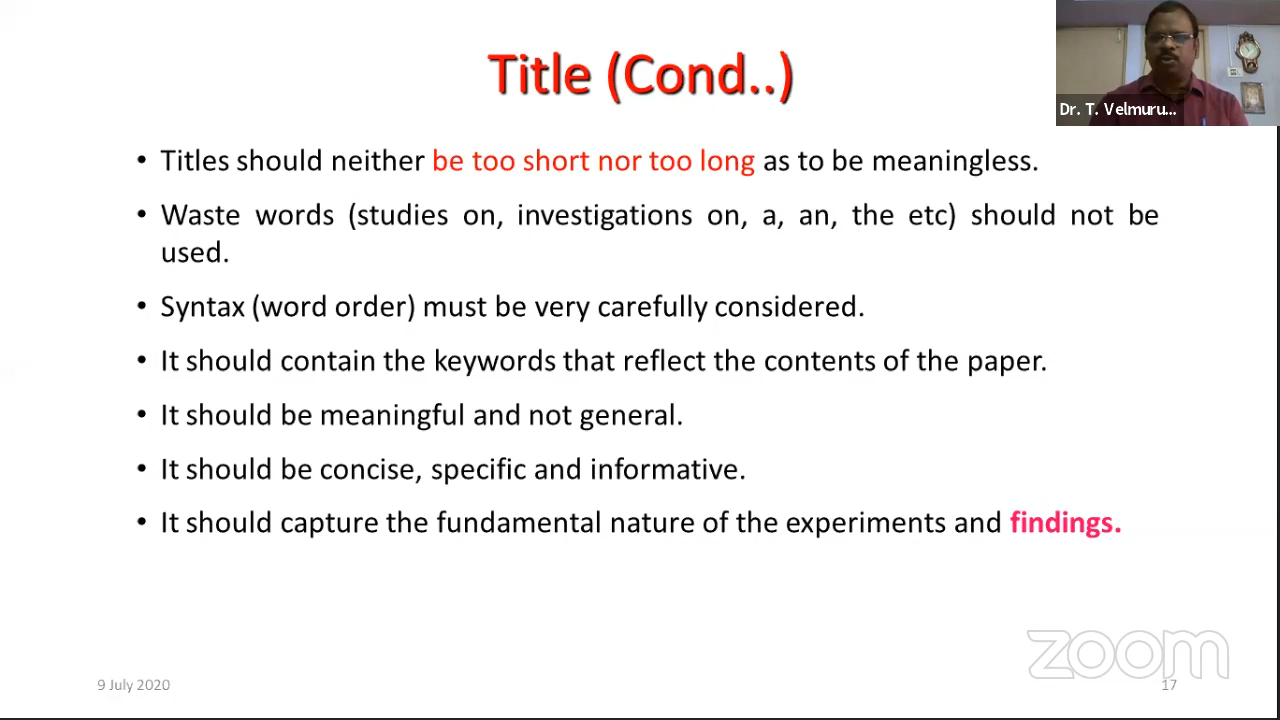 Title (Cond..)
Dr. T. Velmuru...
• Titles should neither be too short nor too long as to be meaningless.
• Waste words (studies on, investigations on, a, an, the etc) should not be
used.
• Syntax (word order) must be very carefully considered.
• It should contain the keywords that reflect the contents of the paper.
• It should be meaningful and not general.
• It should be concise, specific and informative.
• It should capture the fundamental nature of the experiments and findings.
zoom
9 July 2020
17